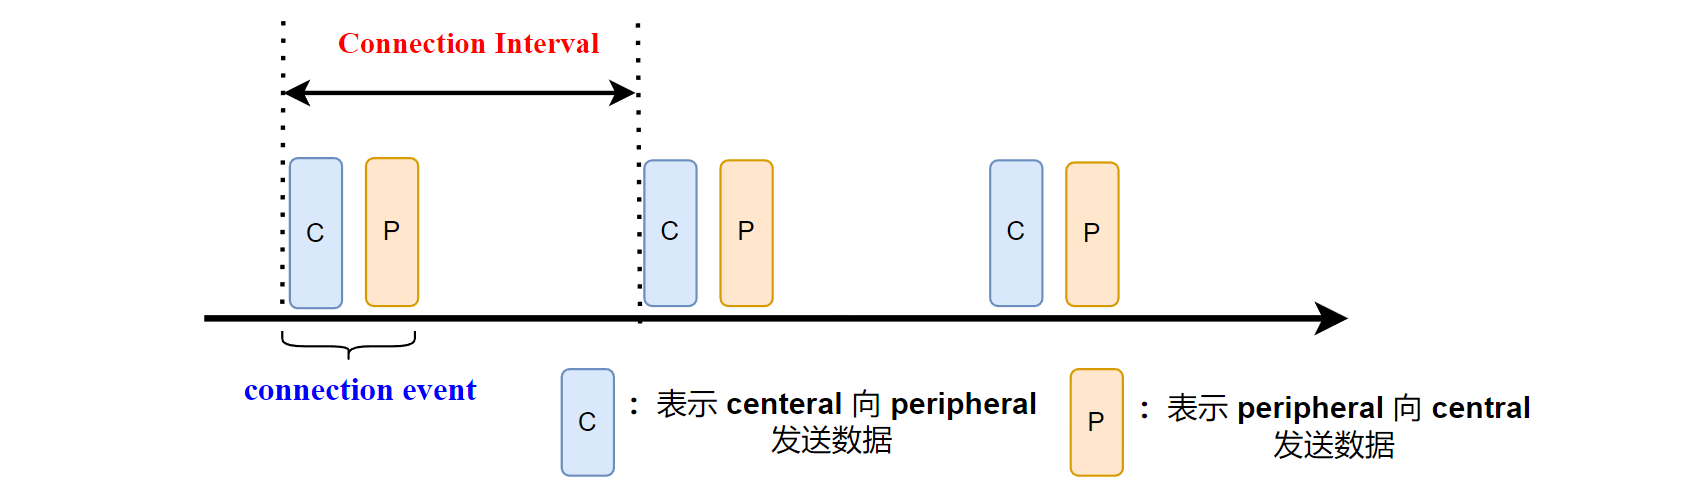 Connection Interval
C
P
C
P
C
P
connection event
C
：表示 centeral 向 peripheral
发送数据
P
：表示 peripheral 向 central
发送数据